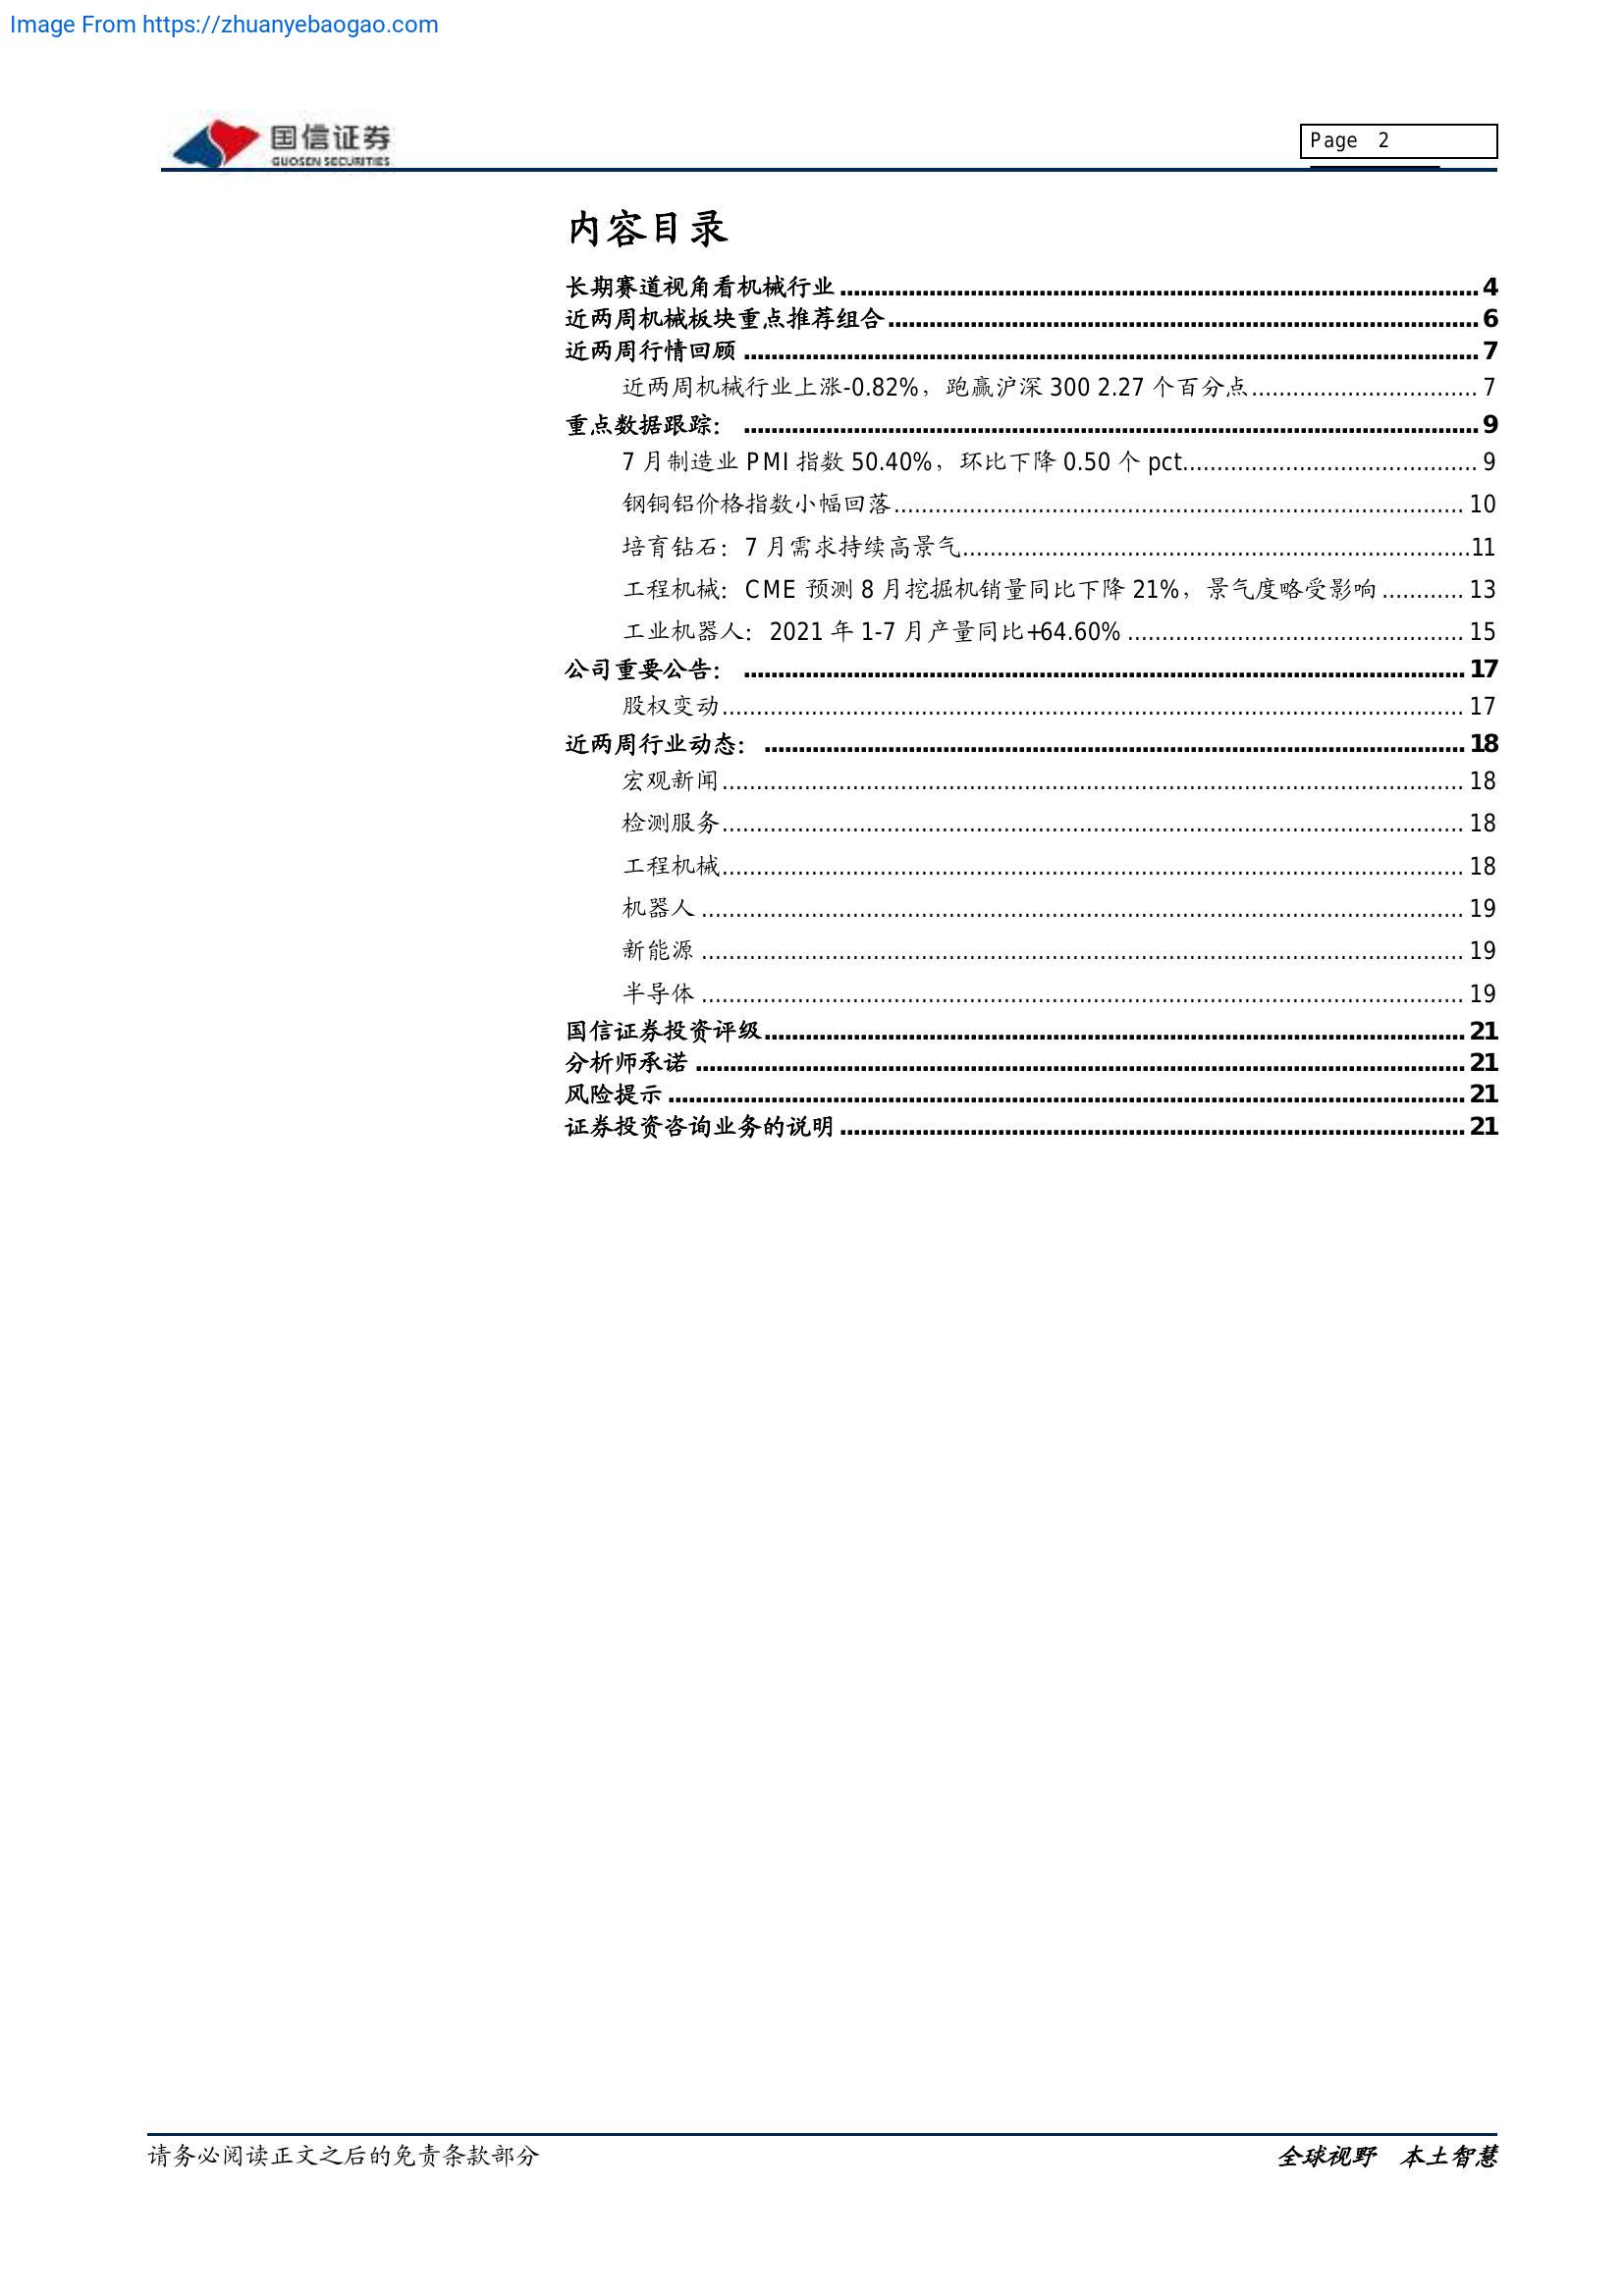 Image From https://zhuanyebaogao.com
国信证券
GUOSEN SECURITIES
Page 2
内容目录
长期赛道视角看机械行业 4
近两周机械板块重点推荐组合 6
近两周行情回顾 7
近两周机械行业上涨-0.82%，跑赢沪深 300 2.27 个百分点 7
重点数据跟踪： 9
7 月制造业 PMI 指数 50.40%，环比下降 0.50 个 pct 9
钢铜铝价格指数小幅回落 10
培育钻石：7 月需求持续高景气 11
工程机械：CME 预测 8 月挖掘机销量同比下降 21%，景气度略受影响 13
工业机器人：2021 年 1-7 月产量同比+64.60% 15
公司重要公告： 17
股权变动 17
近两周行业动态： 18
宏观新闻 18
检测服务 18
工程机械 18
机器人 19
新能源 19
半导体 19
国信证券投资评级 21
分析师承诺 21
风险提示 21
证券投资咨询业务的说明 21
请务必阅读正文之后的免责条款部分
全球视野 本土智慧